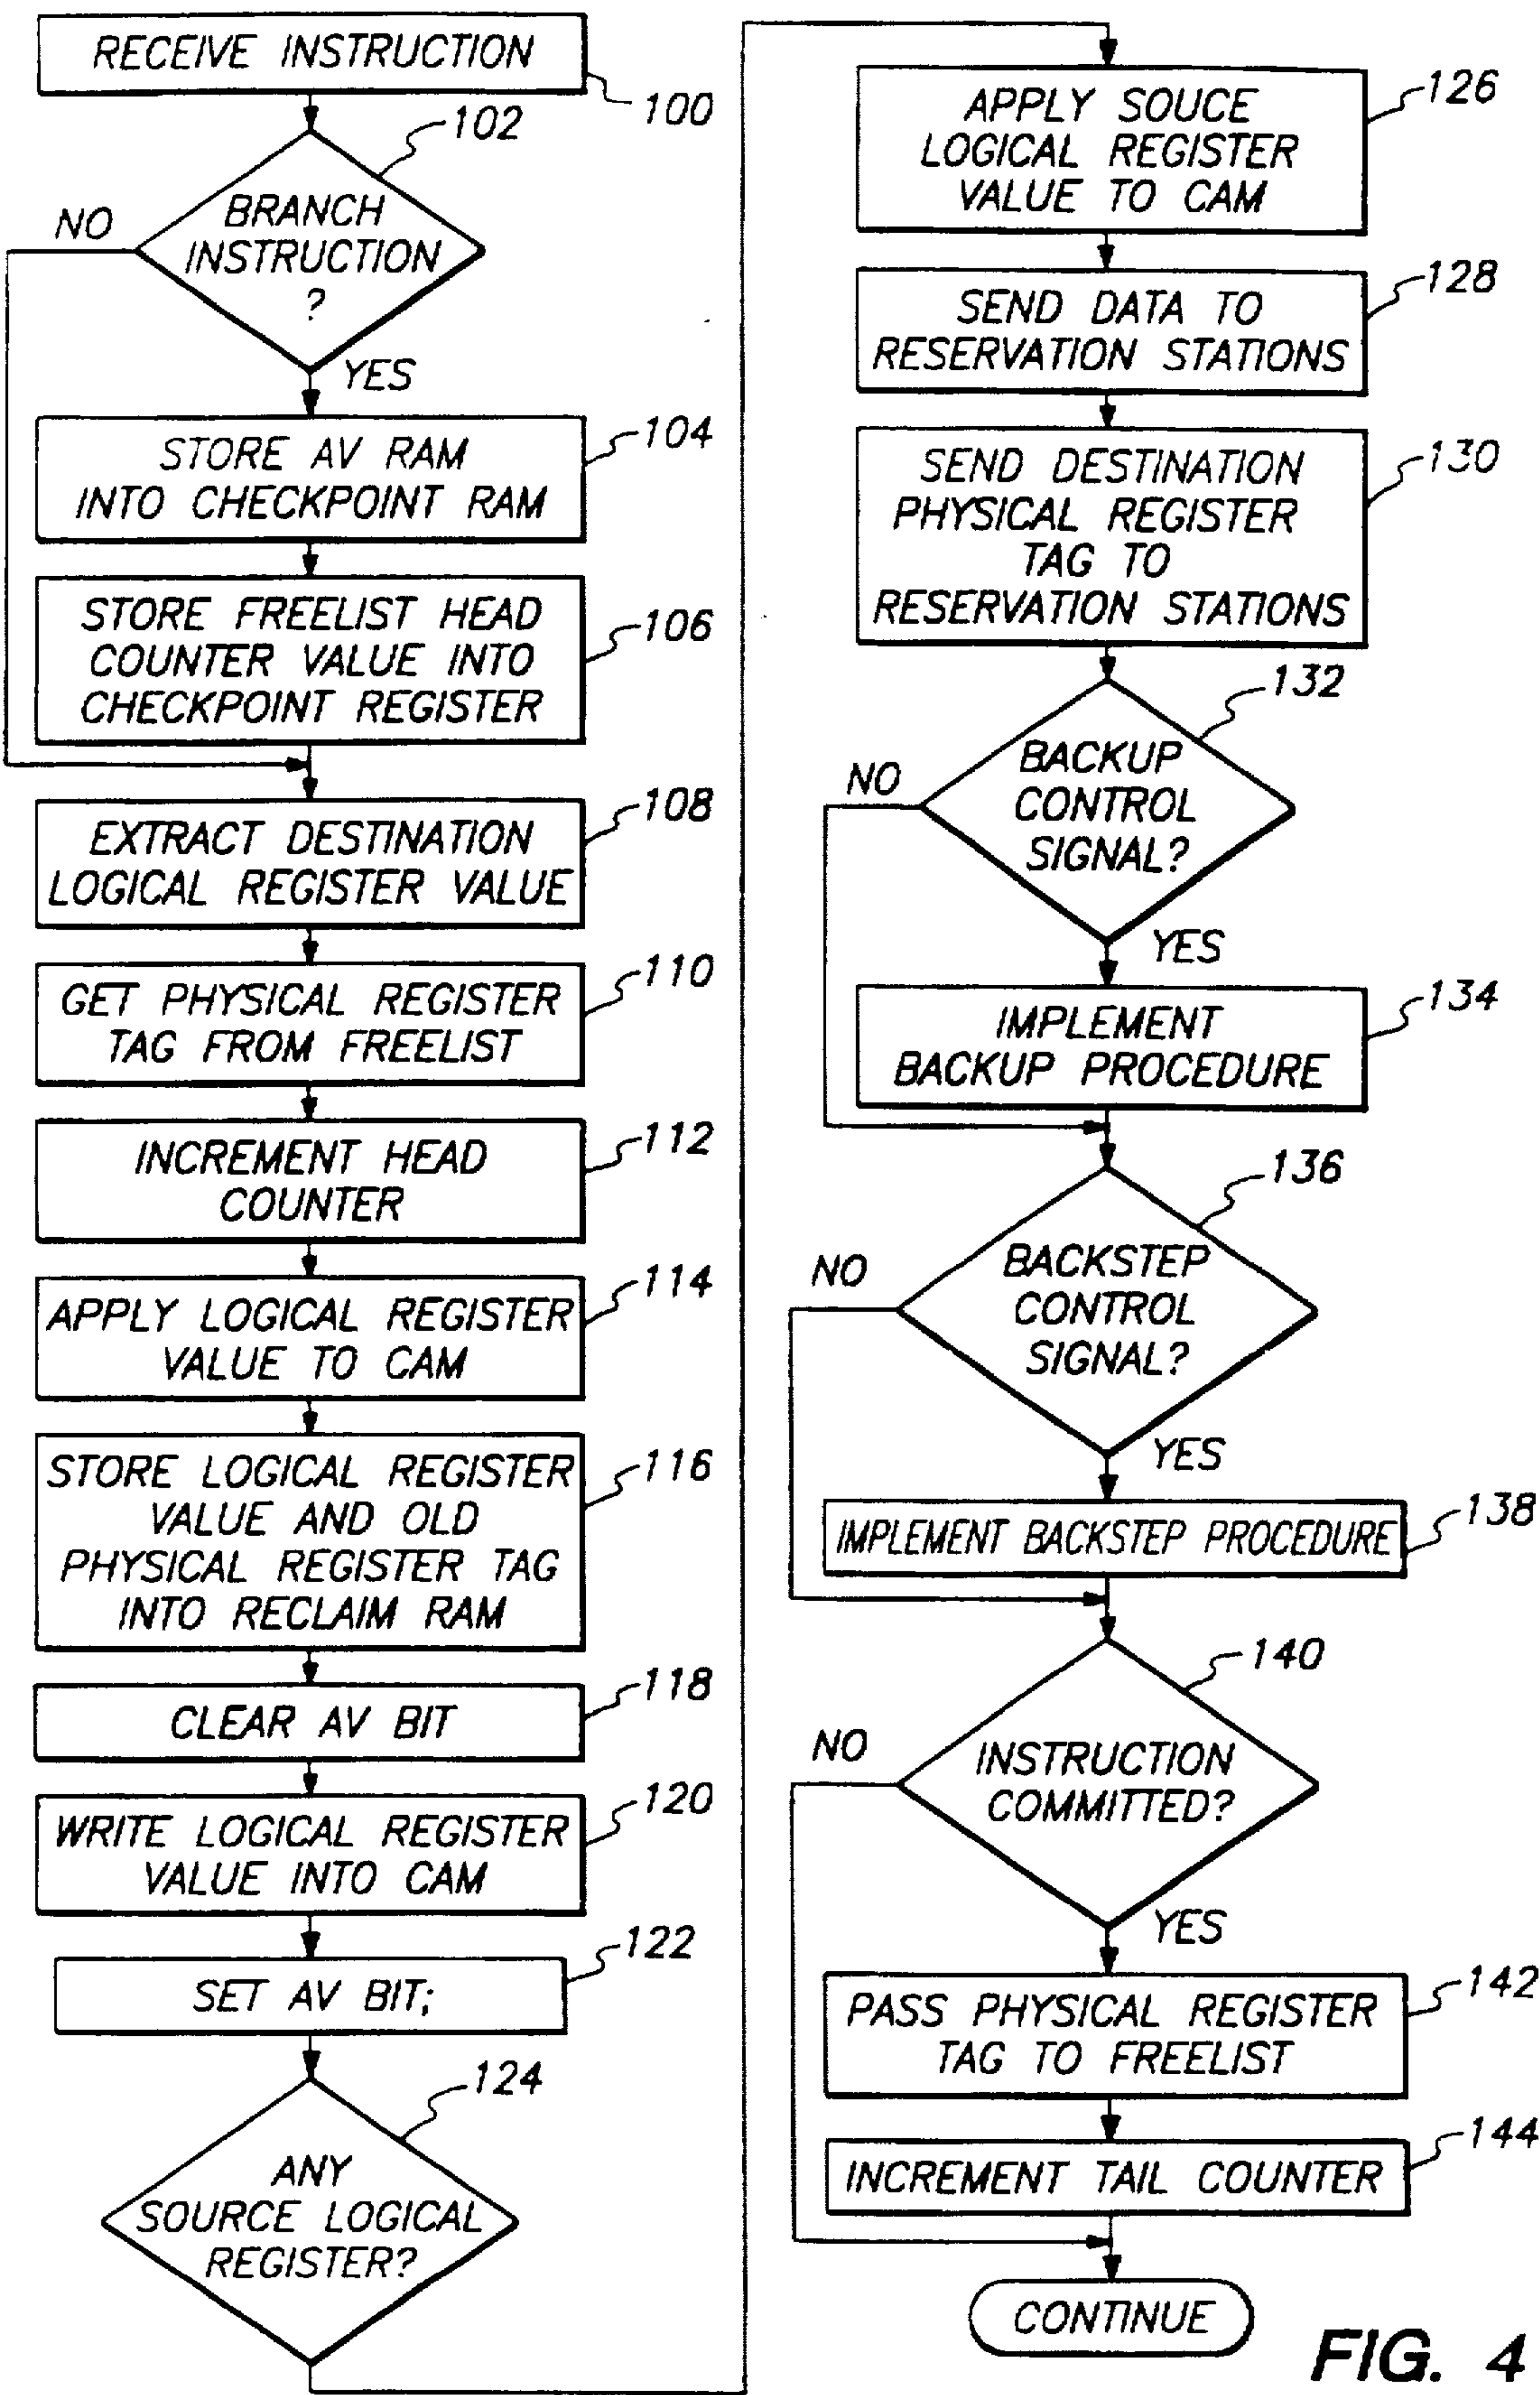 RECEIVE INSTRUCTION
100
102
BRANCH
INSTRUCTION
?
NO
YES
STORE AV RAM
INTO CHECKPOINT RAM
104
STORE FREELIST HEAD
COUNTER VALUE INTO
CHECKPOINT REGISTER
106
EXTRACT DESTINATION
LOGICAL REGISTER VALUE
108
GET PHYSICAL REGISTER
TAG FROM FREELIST
110
INCREMENT HEAD
COUNTER
112
APPLY LOGICAL REGISTER
VALUE TO CAM
114
STORE LOGICAL REGISTER
VALUE AND OLD
PHYSICAL REGISTER TAG
INTO RECLAIM RAM
116
CLEAR AV BIT
118
WRITE LOGICAL REGISTER
VALUE INTO CAM
120
SET AV BIT;
122
124
ANY
SOURCE LOGICAL
REGISTER?
APPLY SOUCE
LOGICAL REGISTER
VALUE TO CAM
126
SEND DATA TO
RESERVATION STATIONS
128
SEND DESTINATION
PHYSICAL REGISTER
TAG TO
RESERVATION STATIONS
130
132
BACKUP
CONTROL
SIGNAL?
NO
YES
IMPLEMENT
BACKUP PROCEDURE
134
136
BACKSTEP
CONTROL
SIGNAL?
NO
YES
IMPLEMENT BACKSTEP PROCEDURE
138
140
INSTRUCTION
COMMITTED?
NO
YES
PASS PHYSICAL REGISTER
TAG TO FREELIST
142
INCREMENT TAIL COUNTER
144
CONTINUE
FIG. 4